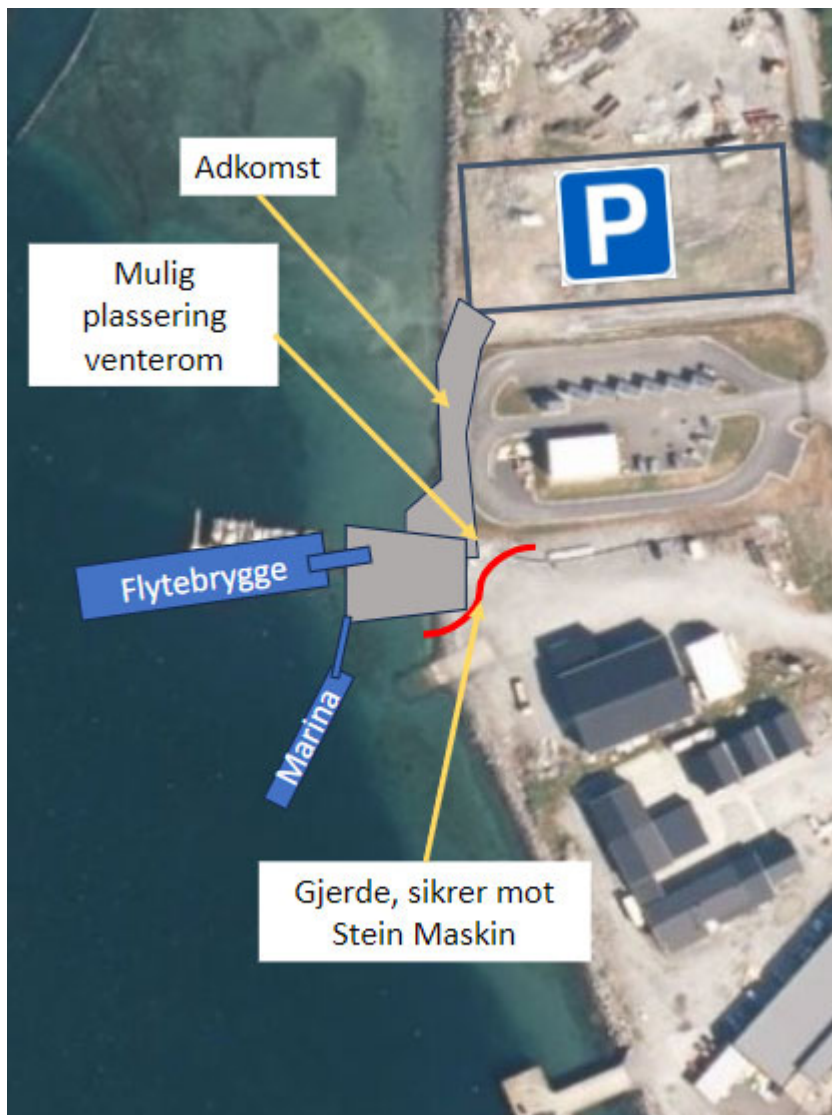 Adkomst
P
Mulig
plassering
venterom
Flytebrygge
Marina
Gjerde, sikrer mot
Stein Maskin